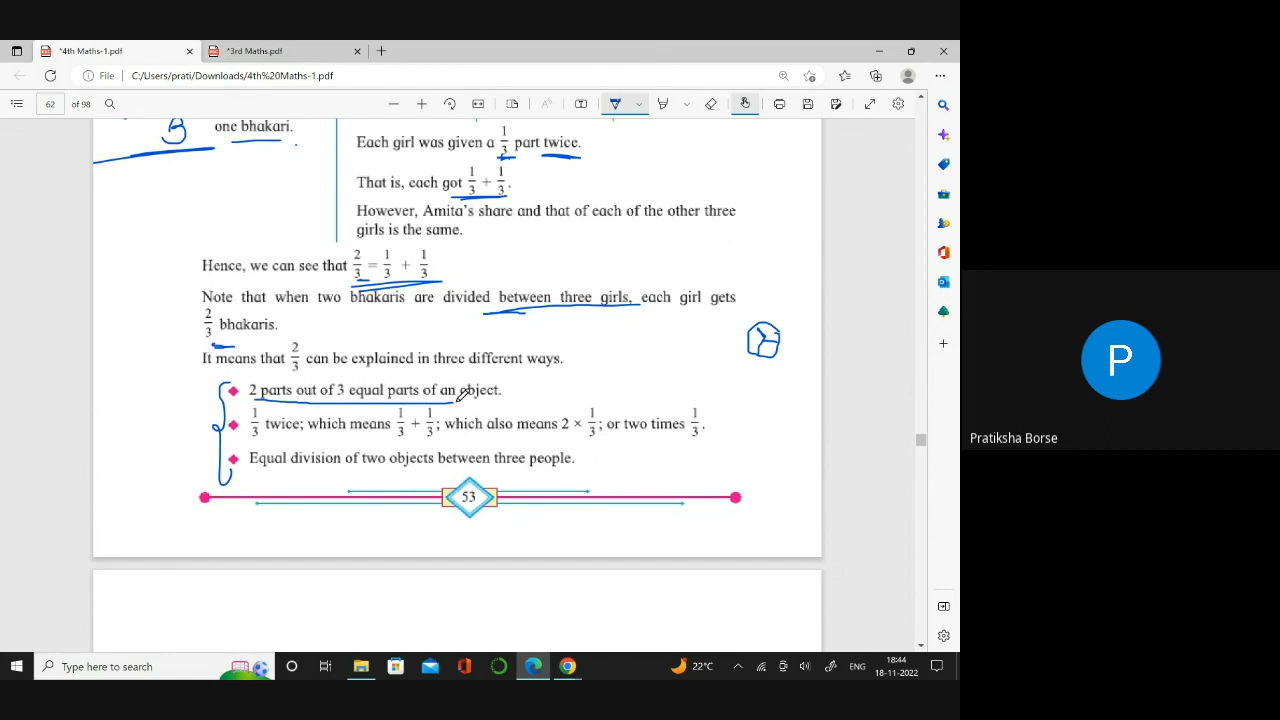 *4th Maths-1.pdf
*3rd Maths.pdf
File C:/Users/prati/Downloads/4th%20Maths-1.pdf
62 of 98
3
one bhakari.
Each girl was given a 1/3 part twice.
That is, each got 1/3 + 1/3.
However, Amita's share and that of each of the other three
girls is the same.
Hence, we can see that 2/3 = 1/3 + 1/3
Note that when two bhakaris are divided between three girls, each girl gets
2/3 bhakaris.
It means that 2/3 can be explained in three different ways.
2 parts out of 3 equal parts of an object.
1/3 twice; which means 1/3 + 1/3; which also means 2 × 1/3; or two times 1/3.
Equal division of two objects between three people.
53
P
Pratiksha Borse
Type here to search
22°C
ENG
18:44
18-11-2022